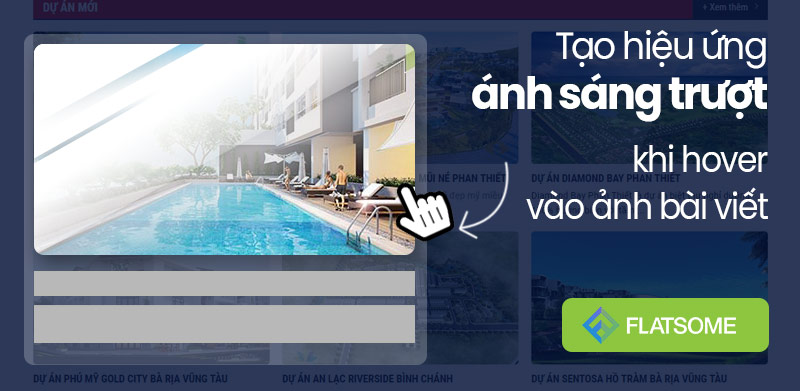 DỰ ÁN MỚI
+ Xem thêm
Tạo hiệu ứng
ánh sáng trượt
khi hover
vào ảnh bài viết
MŨI NÉ PHAN THIẾT
DỰ ÁN DIAMOND BAY PHAN THIẾT
FLATSOME
DỰ ÁN PHÚ MỸ GOLD CITY BÀ RỊA VŨNG TÀU
DỰ ÁN AN LẠC RIVERSIDE BÌNH CHÁNH
DỰ ÁN SENTOSA HỒ TRÀM BÀ RỊA VŨNG TÀU